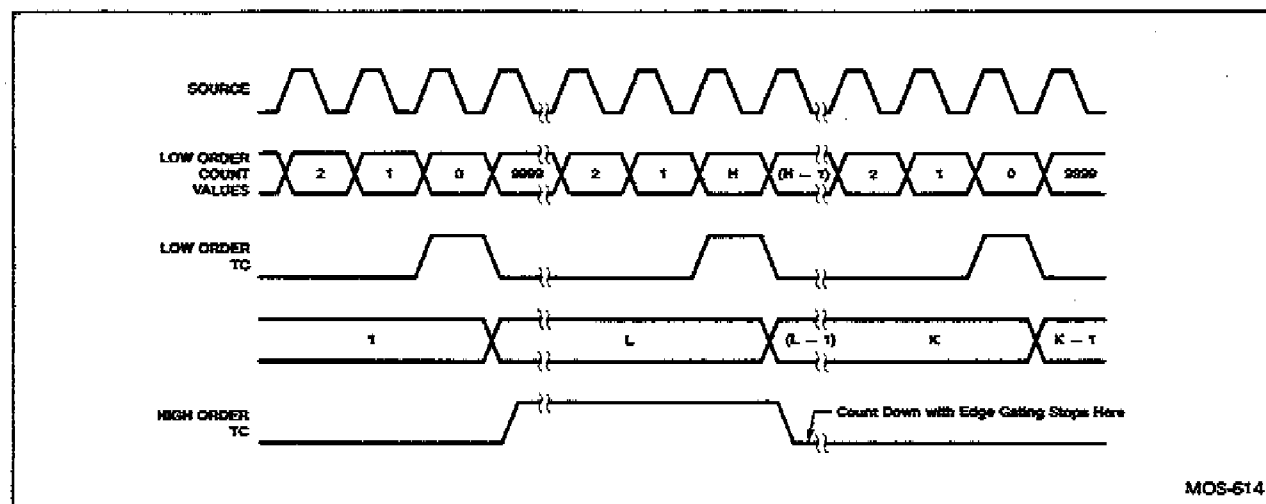 SOURCE
LOW ORDER
COUNT
VALUES
2 1 0 9999 2 1 H (H − 1) 2 1 0 9999
LOW ORDER
TC
1 L (L − 1) K K − 1
HIGH ORDER
TC
Count Down with Edge Gating Stops Here
MOS-614